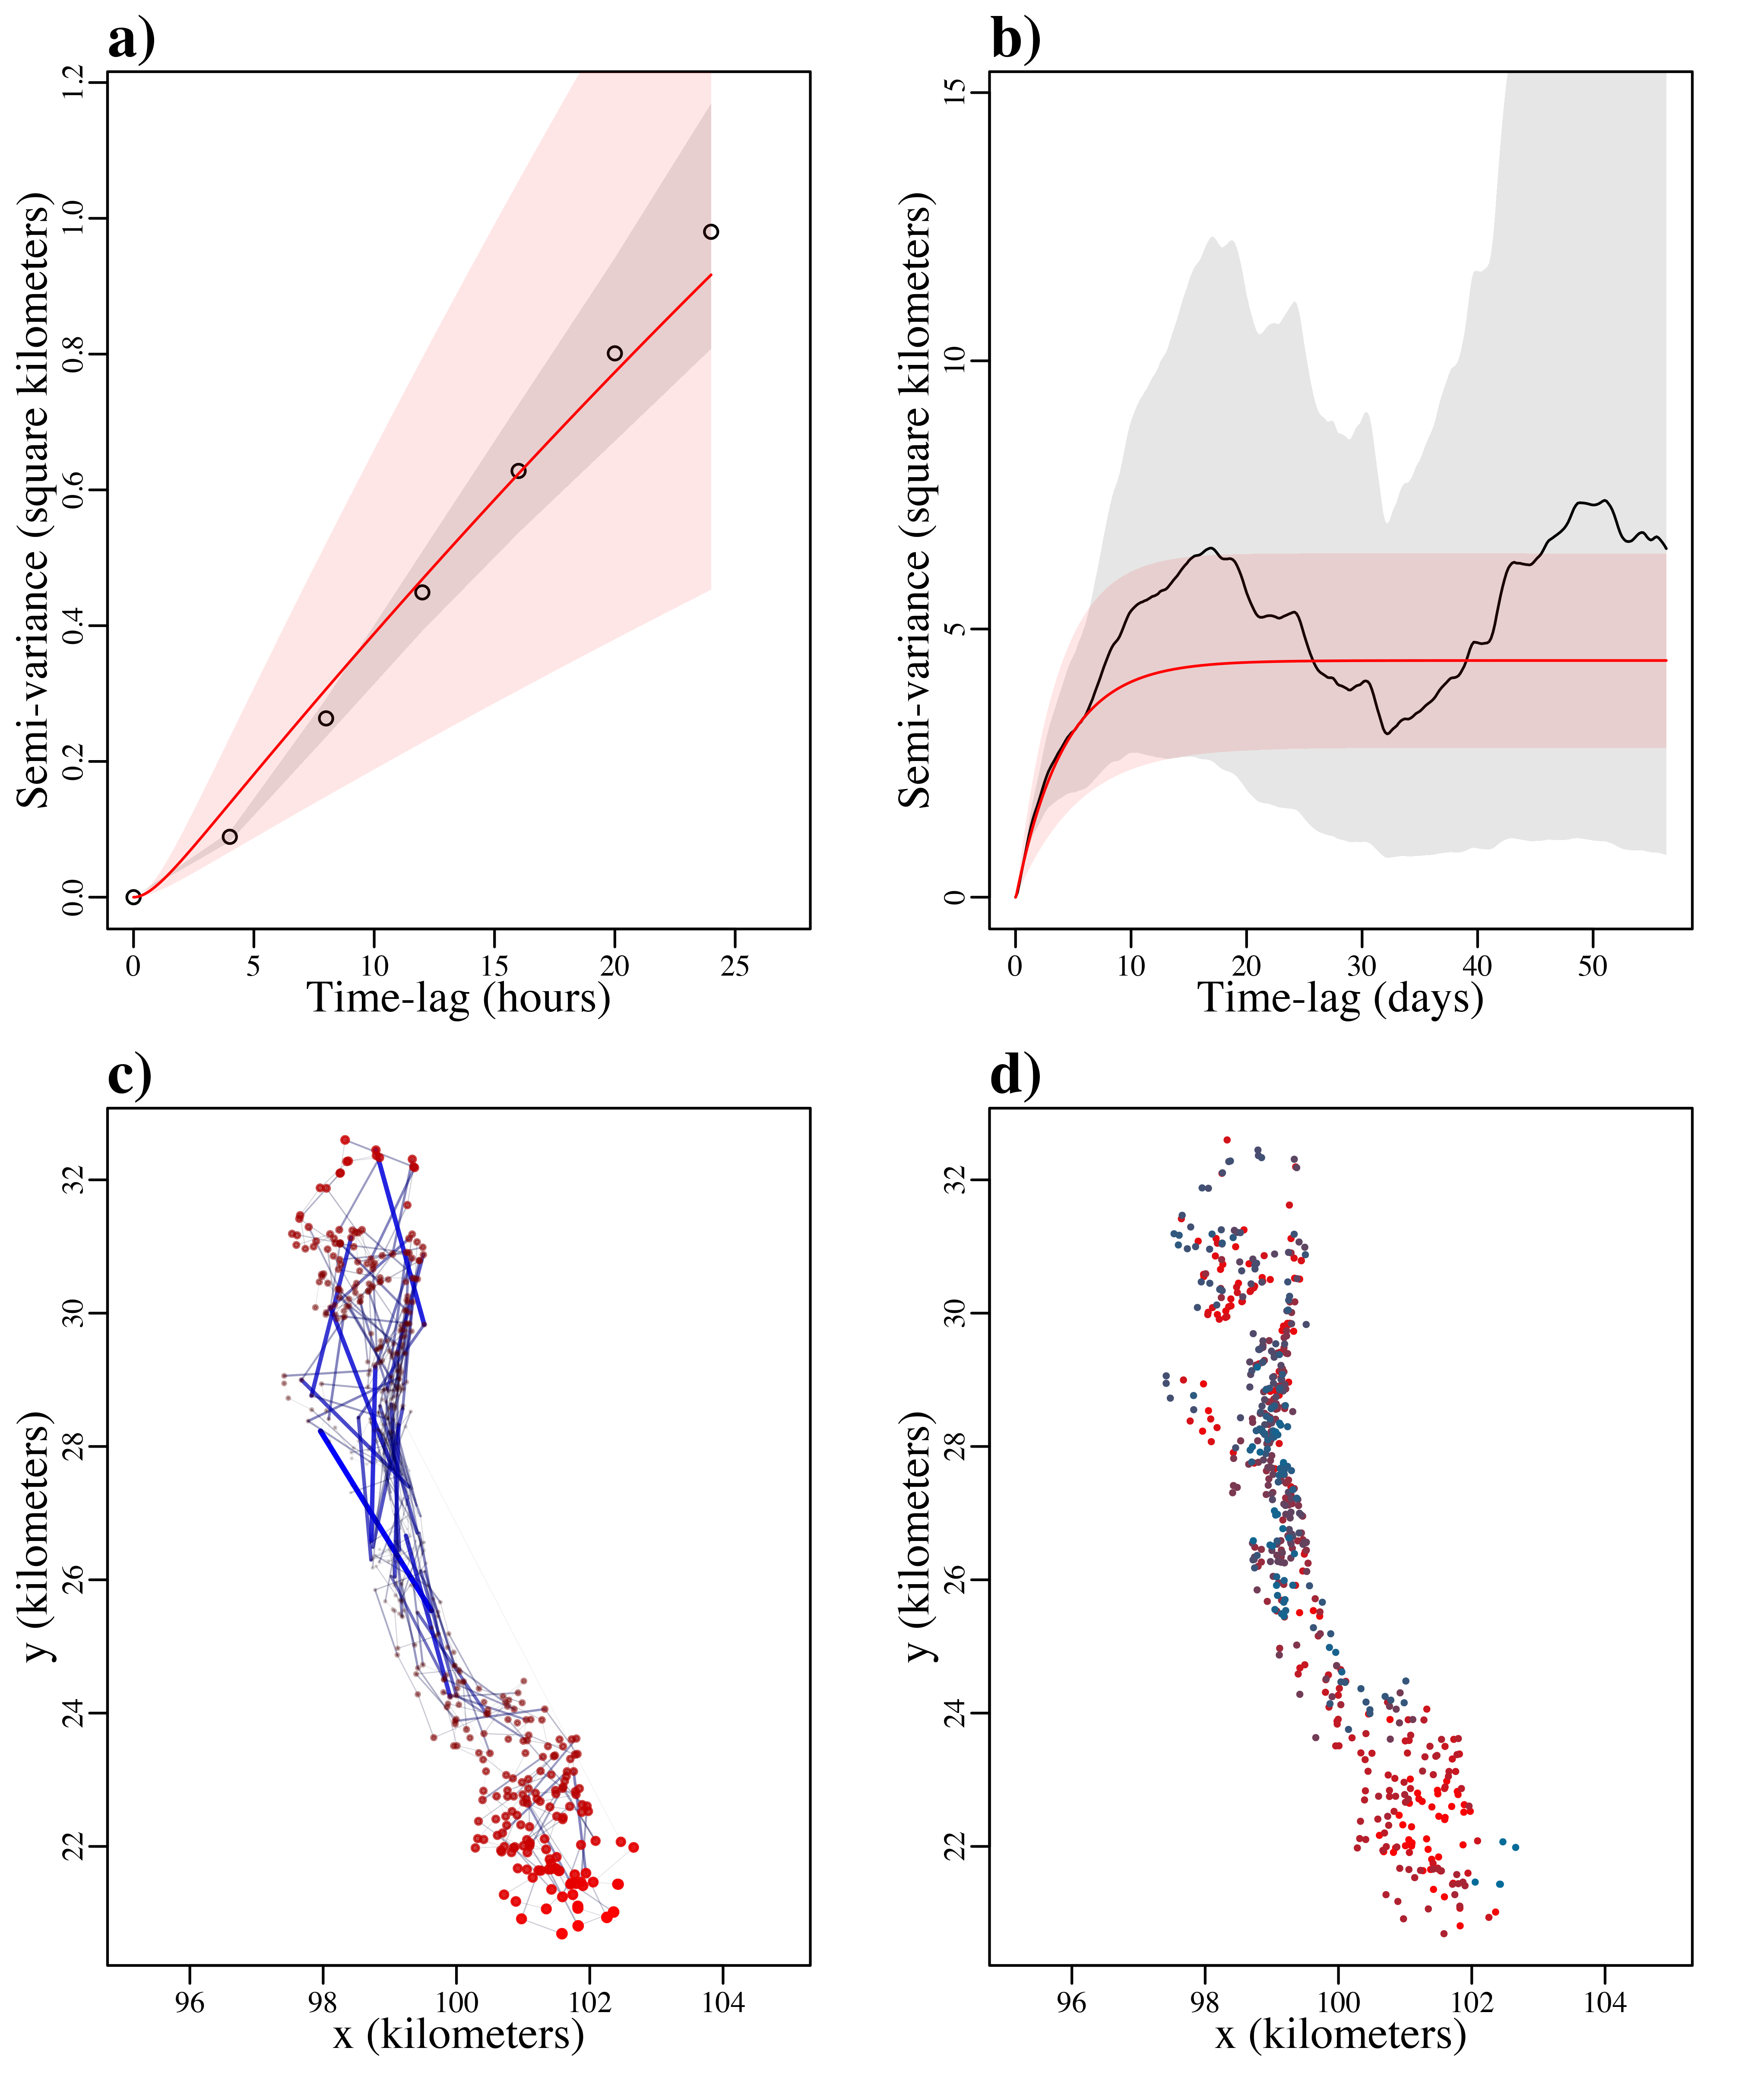 a)
Semi-variance (square kilometers)
0.0 0.2 0.4 0.6 0.8 1.0 1.2
0 5 10 15 20 25
Time-lag (hours)
b)
Semi-variance (square kilometers)
0 5 10 15
0 10 20 30 40 50
Time-lag (days)
c)
y (kilometers)
22 24 26 28 30 32
96 98 100 102 104
x (kilometers)
d)
y (kilometers)
22 24 26 28 30 32
96 98 100 102 104
x (kilometers)